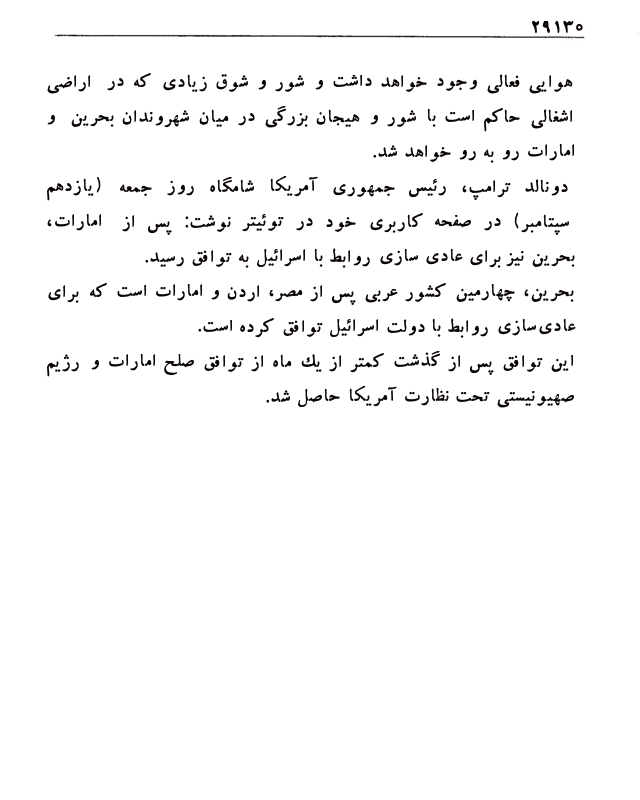 ۲۹۱۳۰
هوایی فعالی وجود خواهد داشت و شور و شوق زیادی که در اراضی
اشغالی حاکم است با شور و هیجان بزرگی در میان شهروندان بحرین و
امارات رو به رو خواهد شد.
دونالد ترامپ، رئیس جمهوری آمریکا شامگاه روز جمعه (یازدهم
سپتامبر) در صفحه کاربری خود در توئیتر نوشت: پس از امارات،
بحرین نیز برای عادی سازی روابط با اسرائیل به توافق رسید.
بحرین، چهارمین کشور عربی پس از مصر، اردن و امارات است که برای
عادی‌سازی روابط با دولت اسرائیل توافق کرده است.
این توافق پس از گذشت کمتر از یك ماه از توافق صلح امارات و رژیم
صهیونیستی تحت نظارت آمریکا حاصل شد.